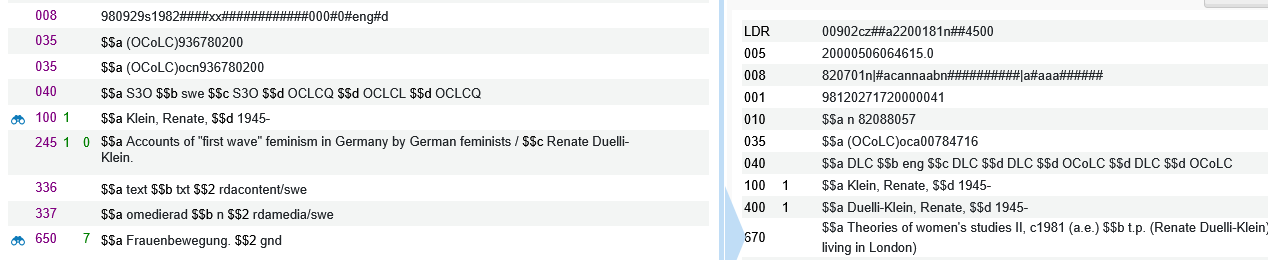 008 980929s1982####xx############000#0#eng#d
035 $$a (OCoLC)936780200
035 $$a (OCoLC)ocn936780200
040 $$a S3O $$b swe $$c S3O $$d OCLCQ $$d OCLCL $$d OCLCQ
100 1 $$a Klein, Renate, $$d 1945-
245 1 0 $$a Accounts of "first wave" feminism in Germany by German feminists / $$c Renate Duelli-
Klein.
336 $$a text $$b txt $$2 rdacontent/swe
337 $$a omedierad $$b n $$2 rdamedia/swe
650 7 $$a Frauenbewegung. $$2 gnd
LDR 00902cz##a2200181n##4500
005 20000506064615.0
008 820701n|#acannaabn##########|a#aaa######
001 98120271720000041
010 $$a n 82088057
035 $$a (OCoLC)oca00784716
040 $$a DLC $$b eng $$c DLC $$d DLC $$d OCoLC $$d DLC $$d OCoLC
100 1 $$a Klein, Renate, $$d 1945-
400 1 $$a Duelli-Klein, Renate, $$d 1945-
670 $$a Theories of women's studies II, c1981 (a.e.) $$b t.p. (Renate Duelli-Klein)
living in London)